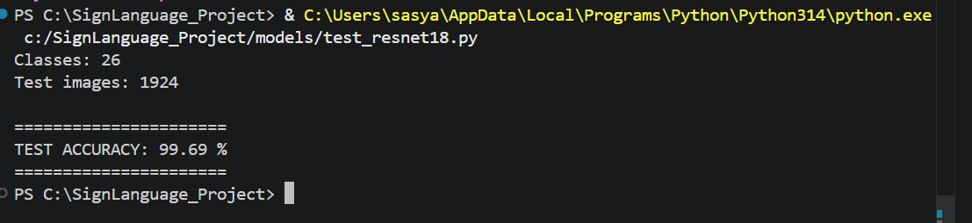 PS C:\SignLanguage_Project> & C:\Users\sasya\AppData\Local\Programs\Python\Python314\python.exe
c:/SignLanguage_Project/models/test_resnet18.py
Classes: 26
Test images: 1924
======================
TEST ACCURACY: 99.69 %
======================
PS C:\SignLanguage_Project>